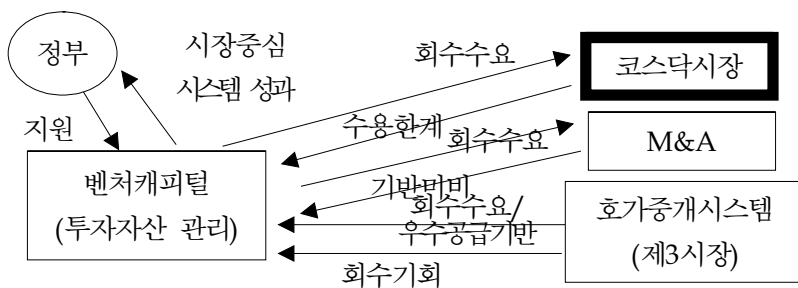 정부
시장중심
시스템 성과
지원
회수수요
코스닥시장
수용한계
회수수요
M&A
벤처캐피털
(투자자산 관리)
기반미비
회수수요/
우수공급기반
호가중개시스템
(제3시장)
회수기회